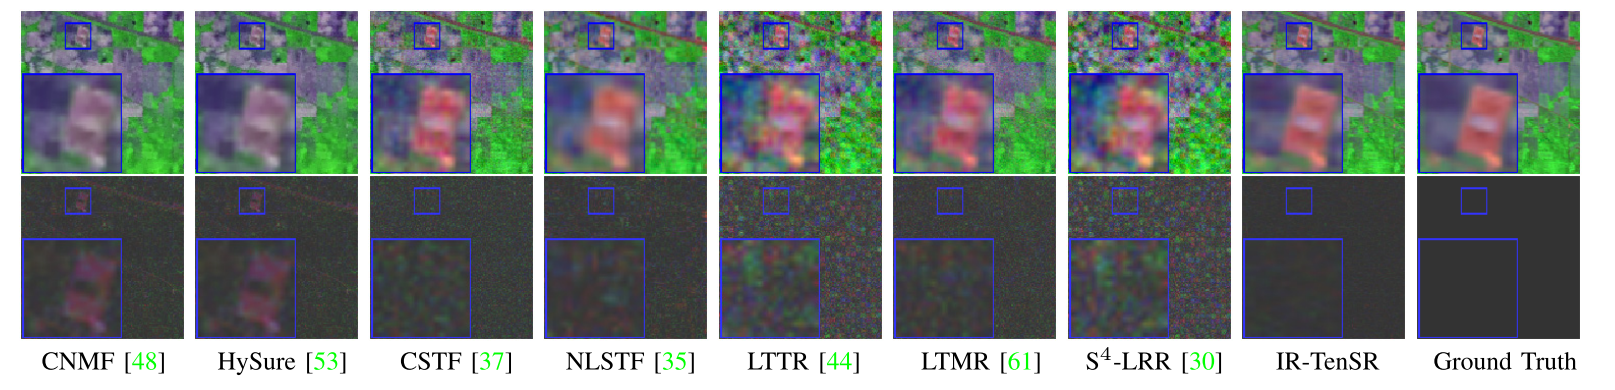 CNMF [48] HySure [53] CSTF [37] NLSTF [35] LTTR [44] LTMR [61] S⁴-LRR [30] IR-TenSR Ground Truth